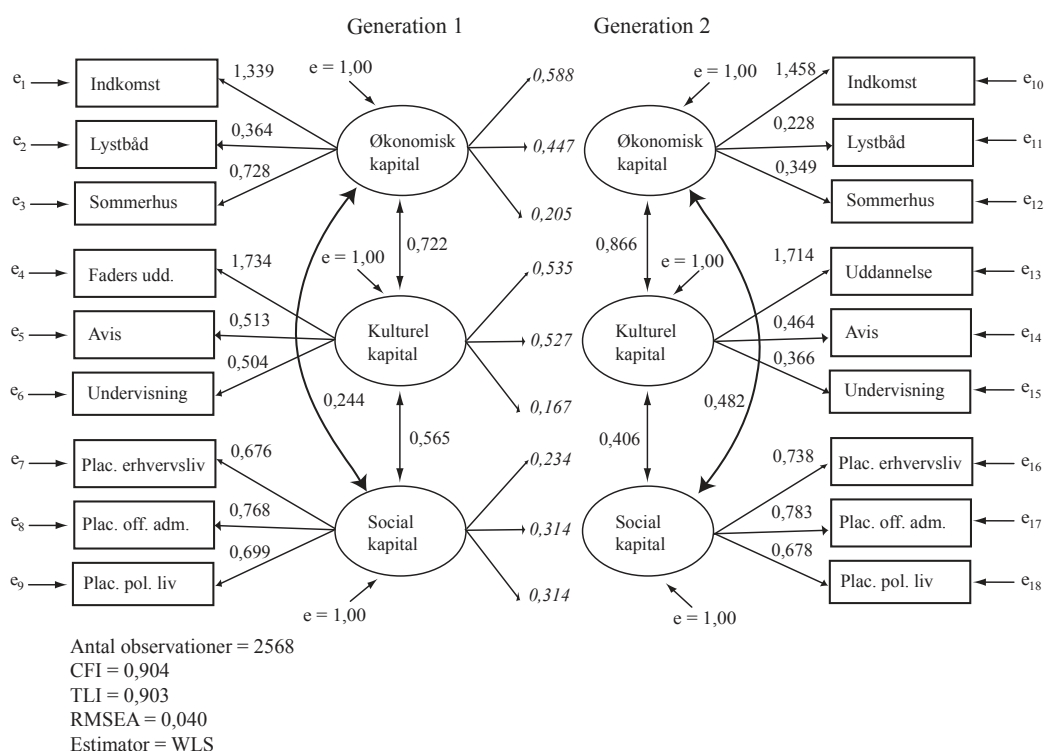 Generation 1
Generation 2
e1
Indkomst
1,339
e = 1,00
0,588
e2
Lystbåd
0,364
Økonomisk
kapital
0,447
e3
Sommerhus
0,728
0,205
0,722
e4
Faders udd.
1,734
e = 1,00
0,535
e5
Avis
0,513
Kulturel
kapital
0,527
e6
Undervisning
0,504
0,167
0,244
0,565
e7
Plac. erhvervsliv
0,676
0,234
e8
Plac. off. adm.
0,768
Social
kapital
0,314
e9
Plac. pol. liv
0,699
0,314
e = 1,00
e = 1,00
1,458
Indkomst
e10
Økonomisk
kapital
0,228
Lystbåd
e11
0,349
Sommerhus
e12
0,866
e = 1,00
1,714
Uddannelse
e13
Kulturel
kapital
0,464
Avis
e14
0,366
Undervisning
e15
0,482
0,406
0,738
Plac. erhvervsliv
e16
Social
kapital
0,783
Plac. off. adm.
e17
0,678
Plac. pol. liv
e18
e = 1,00
Antal observationer = 2568
CFI = 0,904
TLI = 0,903
RMSEA = 0,040
Estimator = WLS